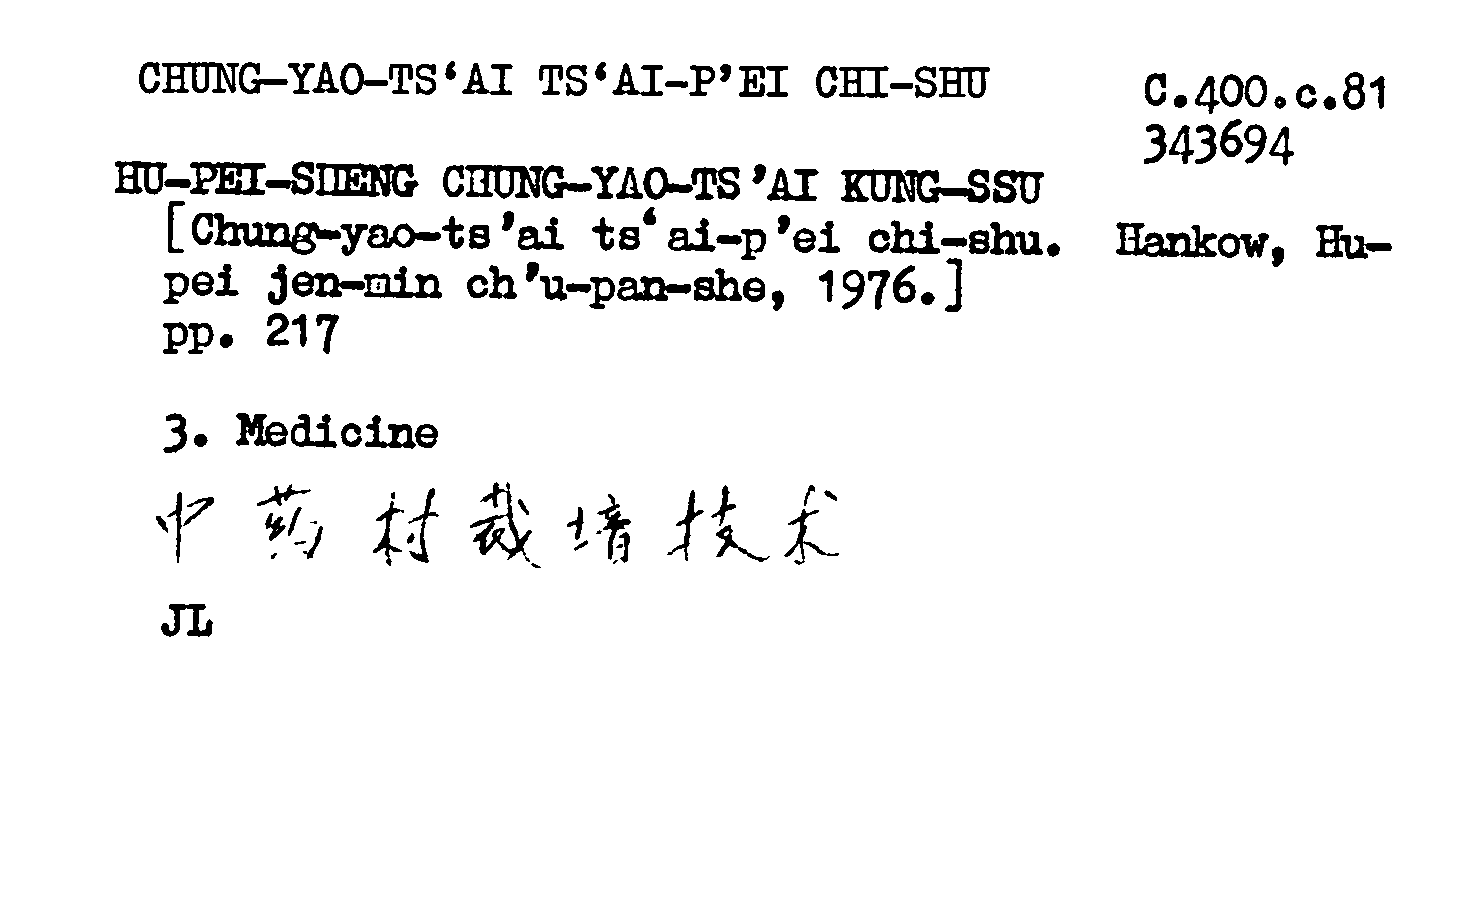 CHUNG-YAO-TS‘AI TS‘AI-P’EI CHI-SHU
C.400.c.81
343694
HU-PEI-SHENG CHUNG-YAO-TS’AI KUNG-SSU
[Chung-yao-ts’ai ts‘ai-p’ei chi-shu. Hankow, Hu-
pei jen-min ch’u-pan-she, 1976.]
pp. 217
3. Medicine
中药材栽培技术
JL